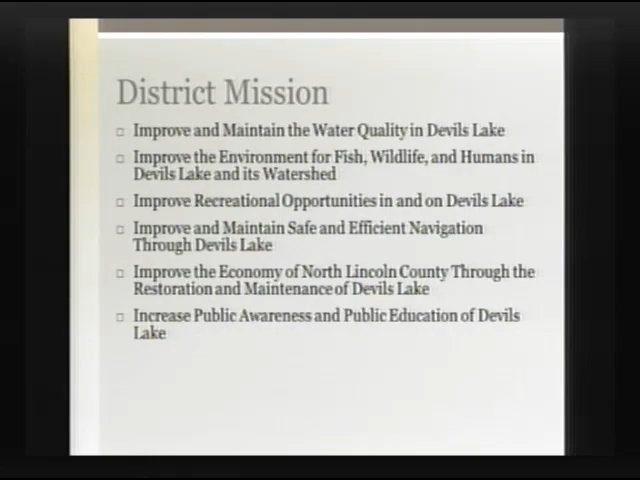 District Mission
Improve and Maintain the Water Quality in Devils Lake
Improve the Environment for Fish, Wildlife, and Humans in
Devils Lake and its Watershed
Improve Recreational Opportunities in and on Devils Lake
Improve and Maintain Safe and Efficient Navigation
Through Devils Lake
Improve the Economy of North Lincoln County Through the
Restoration and Maintenance of Devils Lake
Increase Public Awareness and Public Education of Devils
Lake